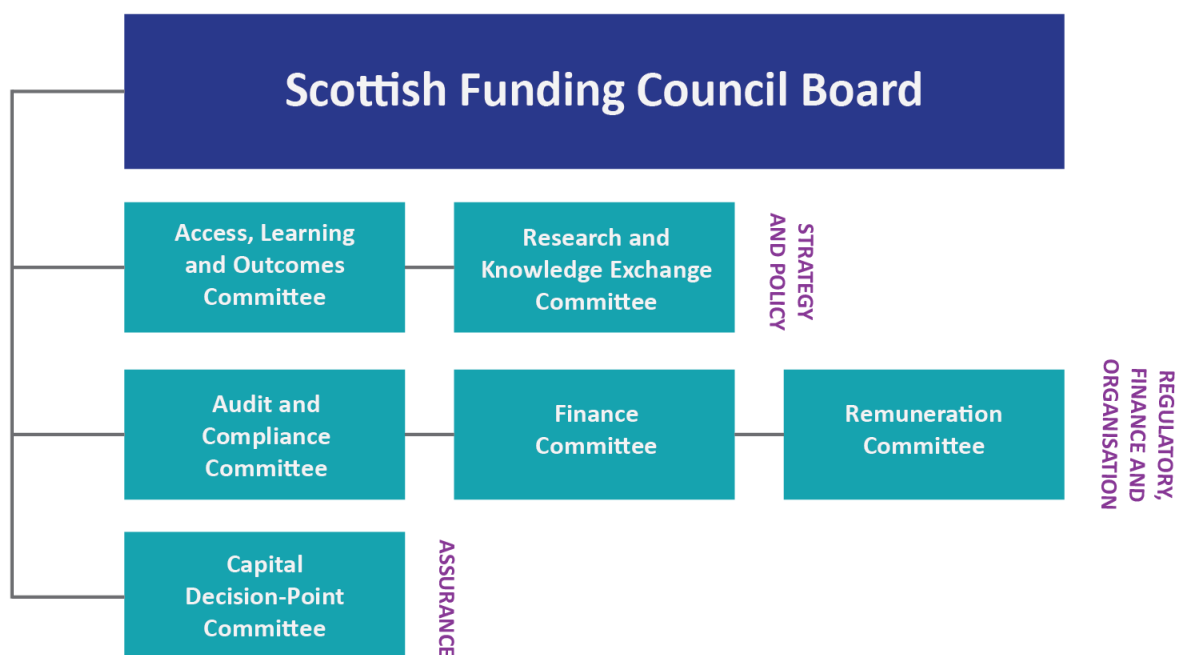 Scottish Funding Council Board
Access, Learning
and Outcomes
Committee
Research and
Knowledge Exchange
Committee
STRATEGY
AND POLICY
Audit and
Compliance
Committee
Finance
Committee
Remuneration
Committee
REGULATORY,
FINANCE AND
ORGANISATION
Capital
Decision-Point
Committee
ASSURANCE